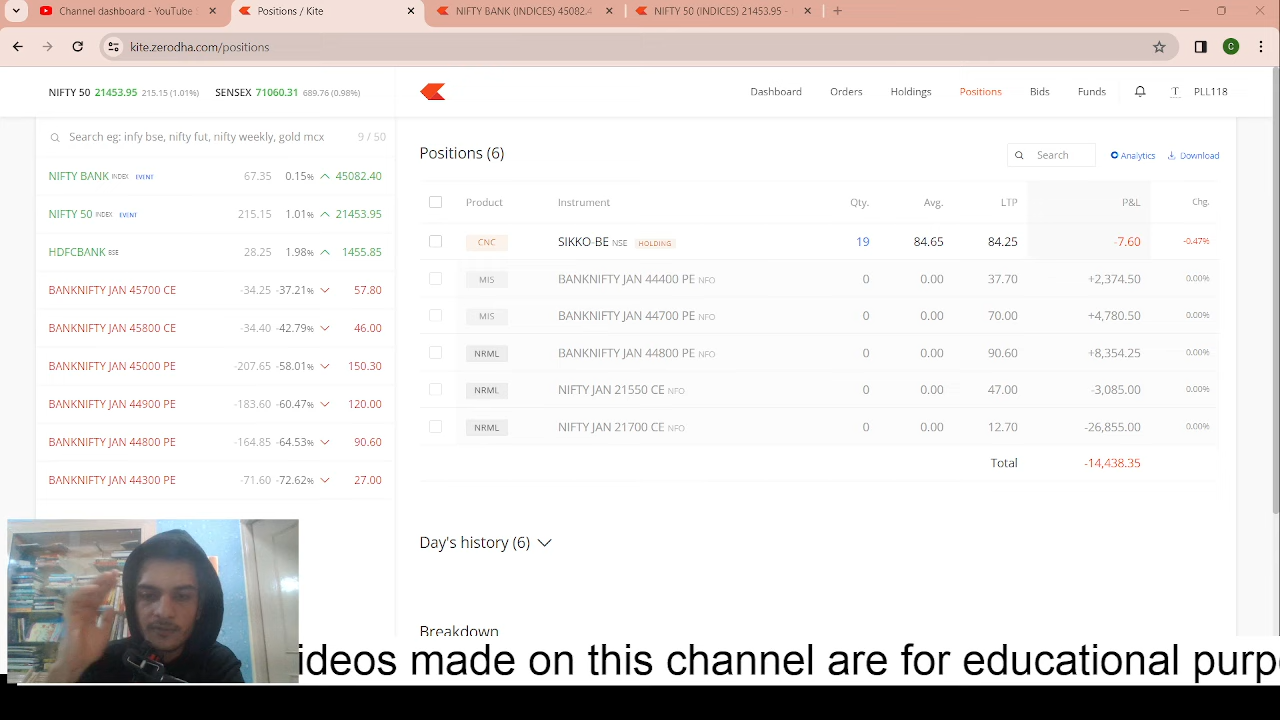 Channel dashboard - YouTube
Positions / Kite
NIFTY BANK (INDICES) 45082.4
NIFTY 50 (INDICES) 21453.95 -
kite.zerodha.com/positions
C
NIFTY 50 21453.95 215.15 (1.01%) SENSEX 71060.31 689.76 (0.98%)
Dashboard Orders Holdings Positions Bids Funds T PLL118
Search eg: infy bse, nifty fut, nifty weekly, gold mcx 9 / 50
NIFTY BANK INDEX EVENT 67.35 0.15% 45082.40
NIFTY 50 INDEX EVENT 215.15 1.01% 21453.95
HDFCBANK BSE 28.25 1.98% 1455.85
BANKNIFTY JAN 45700 CE -34.25 -37.21% 57.80
BANKNIFTY JAN 45800 CE -34.40 -42.79% 46.00
BANKNIFTY JAN 45000 PE -207.65 -58.01% 150.30
BANKNIFTY JAN 44900 PE -183.60 -60.47% 120.00
BANKNIFTY JAN 44800 PE -164.85 -64.53% 90.60
BANKNIFTY JAN 44300 PE -71.60 -72.62% 27.00
Positions (6) Search Analytics Download
Product Instrument Qty. Avg. LTP P&L Chg.
CNC SIKKO-BE NSE HOLDING 19 84.65 84.25 -7.60 -0.47%
MIS BANKNIFTY JAN 44400 PE NFO 0 0.00 37.70 +2,374.50 0.00%
MIS BANKNIFTY JAN 44700 PE NFO 0 0.00 70.00 +4,780.50 0.00%
NRML BANKNIFTY JAN 44800 PE NFO 0 0.00 90.60 +8,354.25 0.00%
NRML NIFTY JAN 21550 CE NFO 0 0.00 47.00 -3,085.00 0.00%
NRML NIFTY JAN 21700 CE NFO 0 0.00 12.70 -26,855.00 0.00%
Total -14,438.35
Day's history (6)
Breakdown
ideos made on this channel are for educational purp